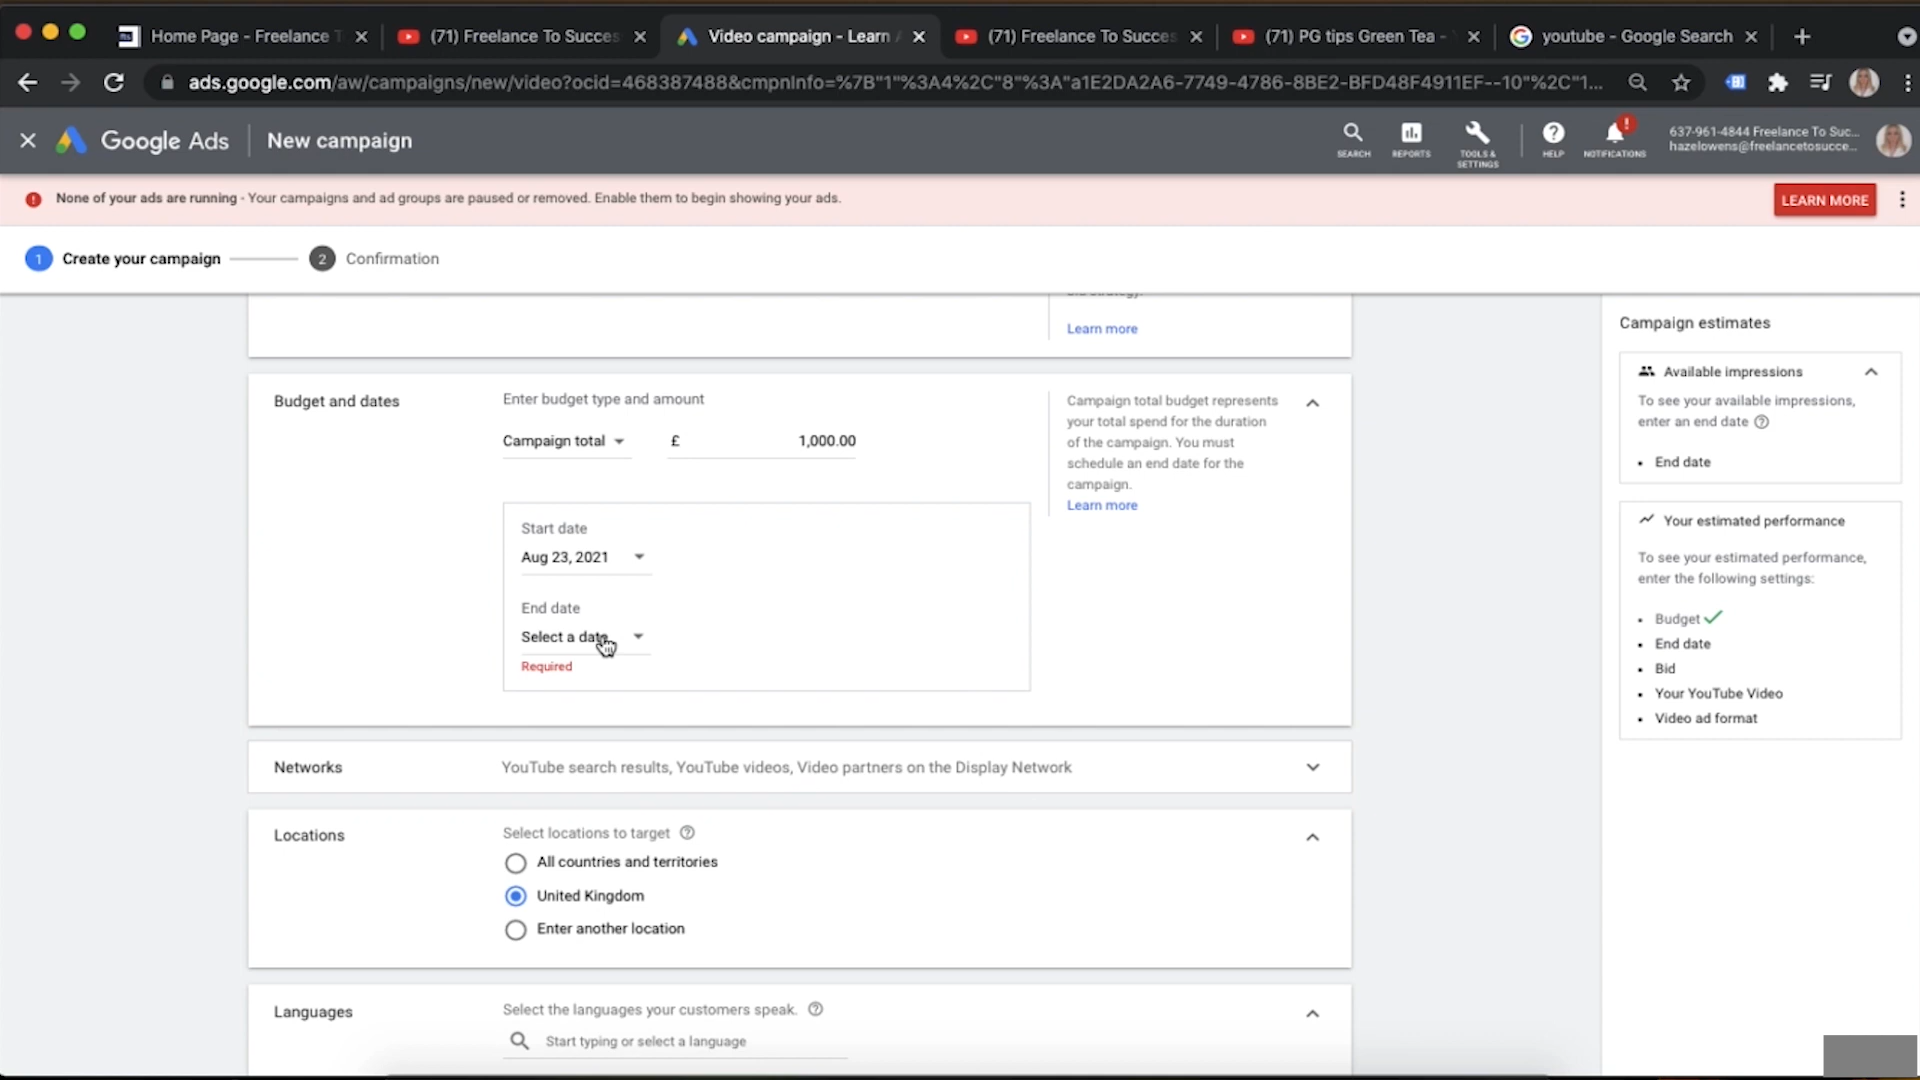 Home Page - Freelance T
(71) Freelance To Succes
Video campaign - Learn
(71) Freelance To Succes
(71) PG tips Green Tea -
youtube - Google Search
ads.google.com/aw/campaigns/new/video?ocid=468387488&cmpnInfo=%7B"1"%3A4%2C"8"%3A"a1E2DA2A6-7749-4786-8BE2-BFD48F4911EF--10"%2C"1...
Google Ads
New campaign
SEARCH
REPORTS
TOOLS & SETTINGS
HELP
NOTIFICATIONS
637-961-4844 Freelance To Suc...
hazelowens@freelancetosucce...
None of your ads are running - Your campaigns and ad groups are paused or removed. Enable them to begin showing your ads.
LEARN MORE
1 Create your campaign
2 Confirmation
Learn more
Budget and dates
Enter budget type and amount
Campaign total
£ 1,000.00
Start date
Aug 23, 2021
End date
Select a date
Required
Campaign total budget represents
your total spend for the duration
of the campaign. You must
schedule an end date for the
campaign.
Learn more
Networks
YouTube search results, YouTube videos, Video partners on the Display Network
Locations
Select locations to target
All countries and territories
United Kingdom
Enter another location
Languages
Select the languages your customers speak.
Start typing or select a language
Campaign estimates
Available impressions
To see your available impressions,
enter an end date
• End date
Your estimated performance
To see your estimated performance,
enter the following settings:
• Budget
• End date
• Bid
• Your YouTube Video
• Video ad format